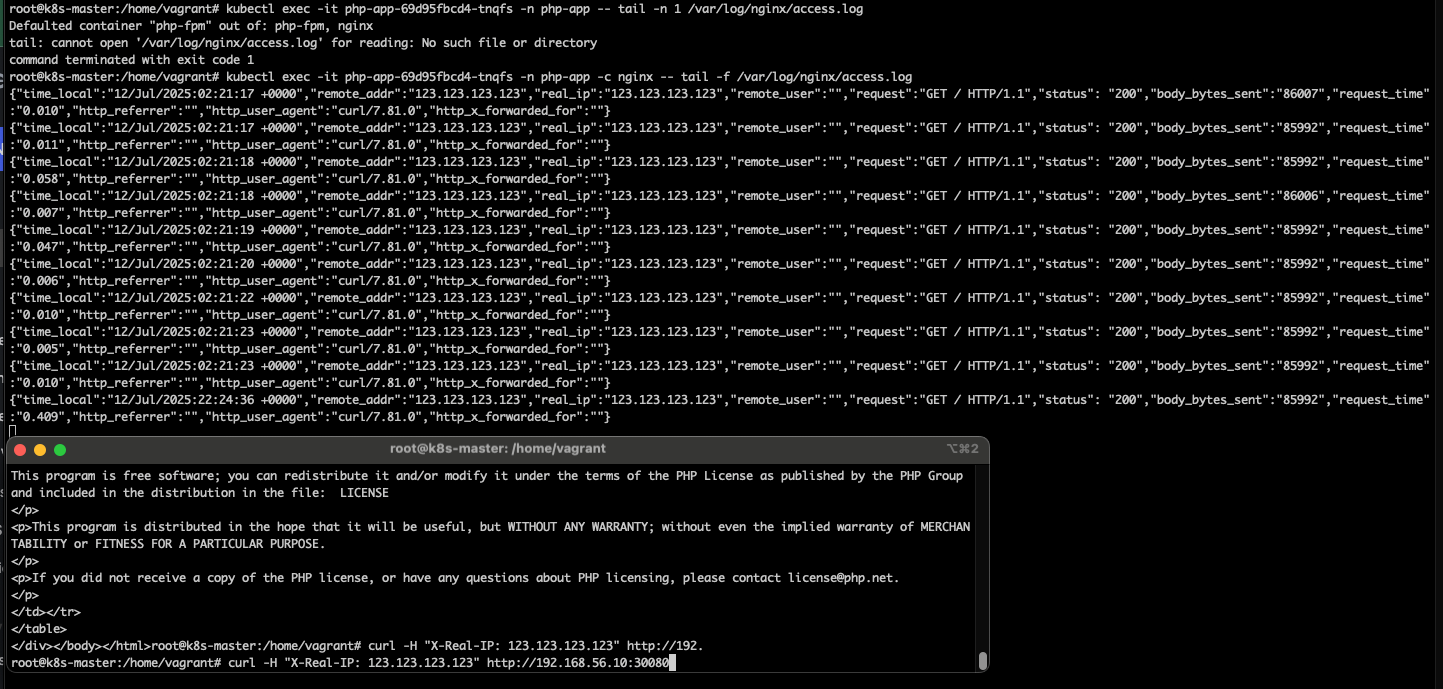 root@k8s-master:/home/vagrant# kubectl exec -it php-app-69d95fbcd4-tnqfs -n php-app -- tail -n 1 /var/log/nginx/access.log
Defaulted container "php-fpm" out of: php-fpm, nginx
tail: cannot open '/var/log/nginx/access.log' for reading: No such file or directory
command terminated with exit code 1
root@k8s-master:/home/vagrant# kubectl exec -it php-app-69d95fbcd4-tnqfs -n php-app -c nginx -- tail -f /var/log/nginx/access.log
{"time_local":"12/Jul/2025:02:21:17 +0000","remote_addr":"123.123.123.123","real_ip":"123.123.123.123","remote_user":"","request":"GET / HTTP/1.1","status": "200","body_bytes_sent":"86007","request_time"
:"0.010","http_referrer":"","http_user_agent":"curl/7.81.0","http_x_forwarded_for":""}
{"time_local":"12/Jul/2025:02:21:17 +0000","remote_addr":"123.123.123.123","real_ip":"123.123.123.123","remote_user":"","request":"GET / HTTP/1.1","status": "200","body_bytes_sent":"85992","request_time"
:"0.011","http_referrer":"","http_user_agent":"curl/7.81.0","http_x_forwarded_for":""}
{"time_local":"12/Jul/2025:02:21:18 +0000","remote_addr":"123.123.123.123","real_ip":"123.123.123.123","remote_user":"","request":"GET / HTTP/1.1","status": "200","body_bytes_sent":"85992","request_time"
:"0.058","http_referrer":"","http_user_agent":"curl/7.81.0","http_x_forwarded_for":""}
{"time_local":"12/Jul/2025:02:21:18 +0000","remote_addr":"123.123.123.123","real_ip":"123.123.123.123","remote_user":"","request":"GET / HTTP/1.1","status": "200","body_bytes_sent":"86006","request_time"
:"0.007","http_referrer":"","http_user_agent":"curl/7.81.0","http_x_forwarded_for":""}
{"time_local":"12/Jul/2025:02:21:19 +0000","remote_addr":"123.123.123.123","real_ip":"123.123.123.123","remote_user":"","request":"GET / HTTP/1.1","status": "200","body_bytes_sent":"85992","request_time"
:"0.047","http_referrer":"","http_user_agent":"curl/7.81.0","http_x_forwarded_for":""}
{"time_local":"12/Jul/2025:02:21:20 +0000","remote_addr":"123.123.123.123","real_ip":"123.123.123.123","remote_user":"","request":"GET / HTTP/1.1","status": "200","body_bytes_sent":"85992","request_time"
:"0.006","http_referrer":"","http_user_agent":"curl/7.81.0","http_x_forwarded_for":""}
{"time_local":"12/Jul/2025:02:21:22 +0000","remote_addr":"123.123.123.123","real_ip":"123.123.123.123","remote_user":"","request":"GET / HTTP/1.1","status": "200","body_bytes_sent":"85992","request_time"
:"0.010","http_referrer":"","http_user_agent":"curl/7.81.0","http_x_forwarded_for":""}
{"time_local":"12/Jul/2025:02:21:23 +0000","remote_addr":"123.123.123.123","real_ip":"123.123.123.123","remote_user":"","request":"GET / HTTP/1.1","status": "200","body_bytes_sent":"85992","request_time"
:"0.005","http_referrer":"","http_user_agent":"curl/7.81.0","http_x_forwarded_for":""}
{"time_local":"12/Jul/2025:02:21:23 +0000","remote_addr":"123.123.123.123","real_ip":"123.123.123.123","remote_user":"","request":"GET / HTTP/1.1","status": "200","body_bytes_sent":"85992","request_time"
:"0.010","http_referrer":"","http_user_agent":"curl/7.81.0","http_x_forwarded_for":""}
{"time_local":"12/Jul/2025:22:24:36 +0000","remote_addr":"123.123.123.123","real_ip":"123.123.123.123","remote_user":"","request":"GET / HTTP/1.1","status": "200","body_bytes_sent":"85992","request_time"
:"0.409","http_referrer":"","http_user_agent":"curl/7.81.0","http_x_forwarded_for":""}
root@k8s-master: /home/vagrant
⌥⌘2
This program is free software; you can redistribute it and/or modify it under the terms of the PHP License as published by the PHP Group
and included in the distribution in the file:  LICENSE
</p>
<p>This program is distributed in the hope that it will be useful, but WITHOUT ANY WARRANTY; without even the implied warranty of MERCHAN
TABILITY or FITNESS FOR A PARTICULAR PURPOSE.
</p>
<p>If you did not receive a copy of the PHP license, or have any questions about PHP licensing, please contact license@php.net.
</p>
</td></tr>
</table>
</div></body></html>root@k8s-master:/home/vagrant# curl -H "X-Real-IP: 123.123.123.123" http://192.
root@k8s-master:/home/vagrant# curl -H "X-Real-IP: 123.123.123.123" http://192.168.56.10:30080